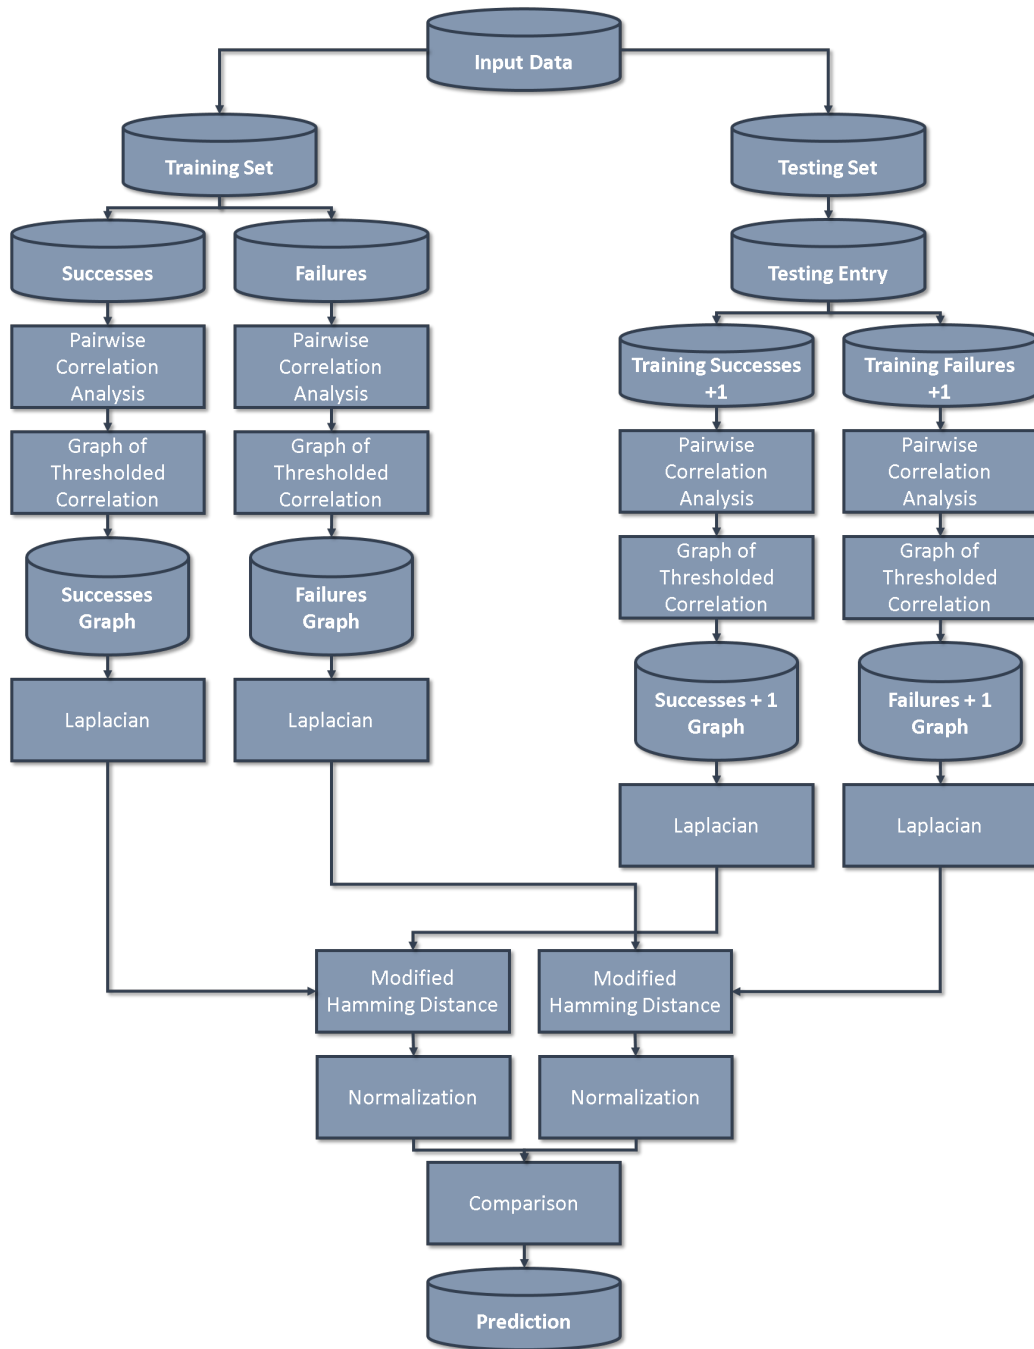 Input Data
Training Set
Testing Set
Successes
Failures
Testing Entry
Pairwise
Correlation
Analysis
Pairwise
Correlation
Analysis
Training Successes
+1
Training Failures
+1
Graph of
Thresholded
Correlation
Graph of
Thresholded
Correlation
Pairwise
Correlation
Analysis
Pairwise
Correlation
Analysis
Successes
Graph
Failures
Graph
Graph of
Thresholded
Correlation
Graph of
Thresholded
Correlation
Laplacian
Laplacian
Successes + 1
Graph
Failures + 1
Graph
Laplacian
Laplacian
Modified
Hamming Distance
Modified
Hamming Distance
Normalization
Normalization
Comparison
Prediction